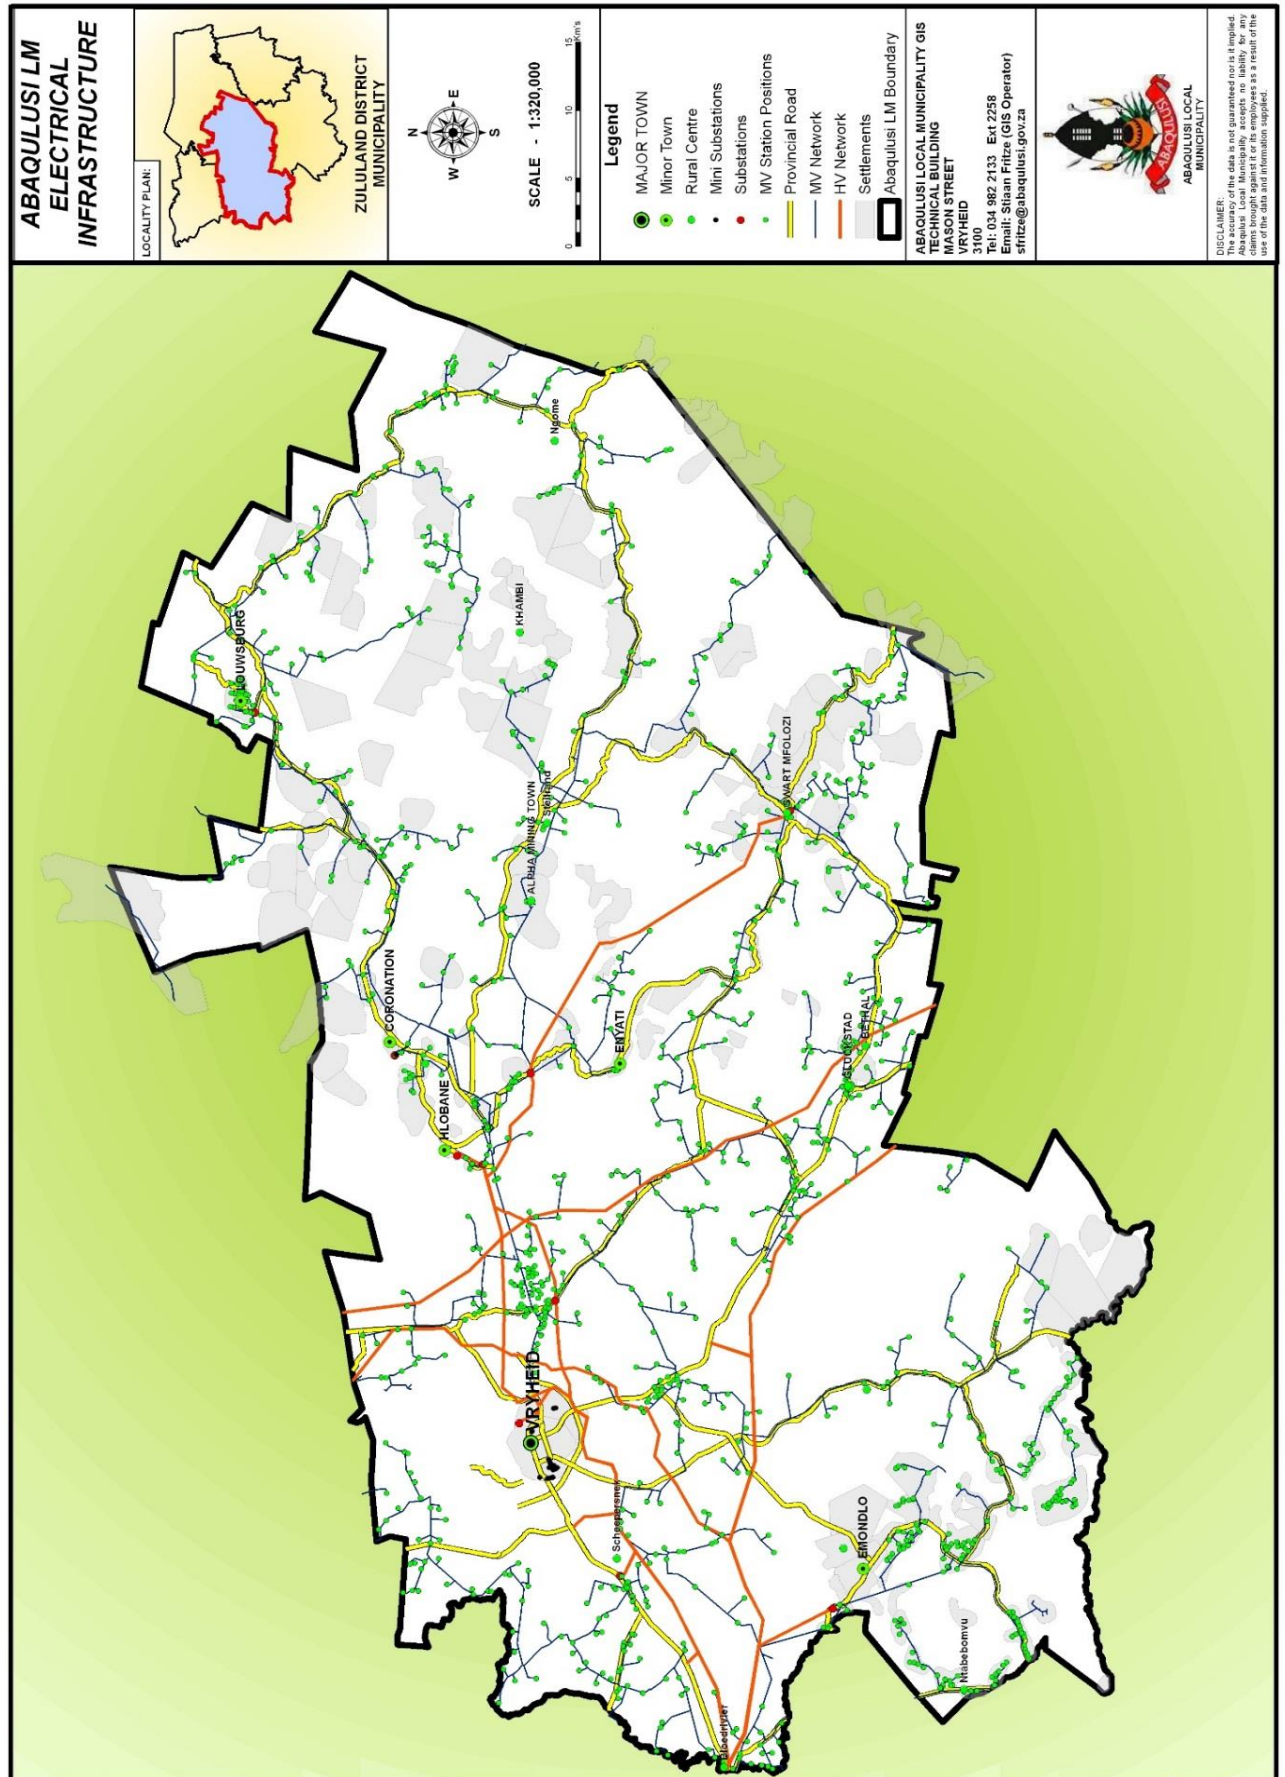 ABAQULUSI LM
ELECTRICAL
INFRASTRUCTURE
LOCALITY PLAN:
ZULULAND DISTRICT
MUNICIPALITY
N
E
S
W
SCALE - 1:320,000
0
5
10
15
Km's
Legend
MAJOR TOWN
Minor Town
Rural Centre
Mini Substations
Substations
MV Station Positions
Provincial Road
MV Network
HV Network
Settlements
Abaqulusi LM Boundary
ABAQULUSI LOCAL MUNICIPALITY GIS
TECHNICAL BUILDING
MASON STREET
VRYHEID
3100
Tel: 034 982 2133 Ext 2258
Email: Stiaan Fritze (GIS Operator)
sfritze@abaqulusi.gov.za
ABAQULUSI
ABAQULUSI LOCAL
MUNICIPALITY
DISCLAIMER:
The accuracy of the data is not guaranteed nor is it implied.
Abaqulusi Local Municipality accepts no liability for any
claims brought against it or its employees as a result of the
use of the data and information supplied.
LOUWSBURG
Ngome
KHAMBI
CORONATION
ALPHA MINING TOWN
Stellrand
SWART MFOLOZI
HLOBANE
ENYATI
GLUCKSTAD
BETHAL
VRYHEID
Scheepersnek
EMONDLO
Ntabebomvu
Bloedrivier